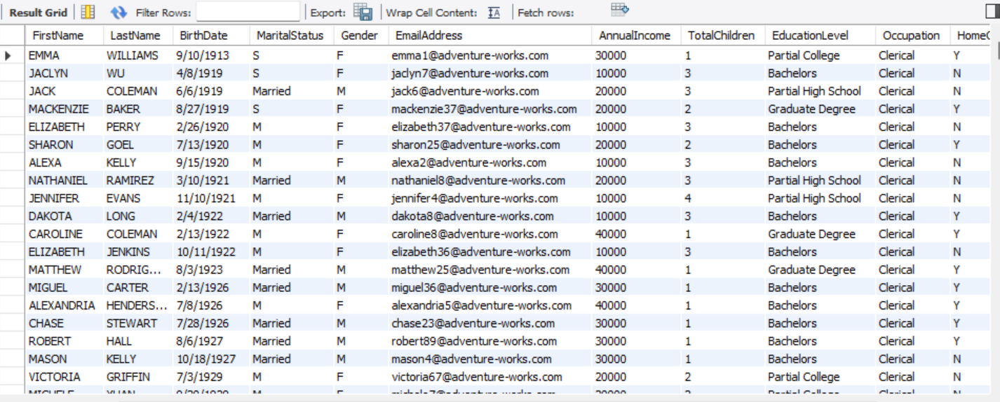 Result Grid Filter Rows: Export: Wrap Cell Content: IA Fetch rows:
FirstName LastName BirthDate MaritalStatus Gender EmailAddress AnnualIncome TotalChildren EducationLevel Occupation HomeO
EMMA WILLIAMS 9/10/1913 S F emma1@adventure-works.com 30000 1 Partial College Clerical Y
JACLYN WU 4/8/1919 S F jaclyn7@adventure-works.com 10000 3 Bachelors Clerical N
JACK COLEMAN 6/6/1919 Married M jack6@adventure-works.com 20000 3 Partial High School Clerical N
MACKENZIE BAKER 8/27/1919 S F mackenzie37@adventure-works.com 20000 2 Graduate Degree Clerical Y
ELIZABETH PERRY 2/26/1920 M F elizabeth37@adventure-works.com 10000 3 Bachelors Clerical N
SHARON GOEL 7/13/1920 M F sharon25@adventure-works.com 20000 2 Bachelors Clerical Y
ALEXA KELLY 9/15/1920 M F alexa2@adventure-works.com 10000 3 Bachelors Clerical N
NATHANIEL RAMIREZ 3/10/1921 Married M nathaniel8@adventure-works.com 20000 3 Partial High School Clerical N
JENNIFER EVANS 11/10/1921 M F jennifer4@adventure-works.com 10000 4 Partial High School Clerical N
DAKOTA LONG 2/4/1922 Married M dakota8@adventure-works.com 10000 3 Bachelors Clerical Y
CAROLINE COLEMAN 2/13/1922 M F caroline8@adventure-works.com 40000 1 Graduate Degree Clerical Y
ELIZABETH JENKINS 10/11/1922 M F elizabeth36@adventure-works.com 10000 3 Bachelors Clerical N
MATTHEW RODRIG... 8/3/1923 Married M matthew25@adventure-works.com 40000 1 Graduate Degree Clerical Y
MIGUEL CARTER 2/13/1926 Married M miguel36@adventure-works.com 30000 1 Bachelors Clerical Y
ALEXANDRIA HENDERS... 7/8/1926 M F alexandria5@adventure-works.com 40000 1 Bachelors Clerical Y
CHASE STEWART 7/28/1926 Married M chase23@adventure-works.com 30000 1 Bachelors Clerical Y
ROBERT HALL 8/6/1927 Married M robert89@adventure-works.com 30000 1 Bachelors Clerical Y
MASON KELLY 10/18/1927 Married M mason4@adventure-works.com 30000 1 Bachelors Clerical N
VICTORIA GRIFFIN 7/3/1929 M F victoria67@adventure-works.com 20000 2 Partial College Clerical N